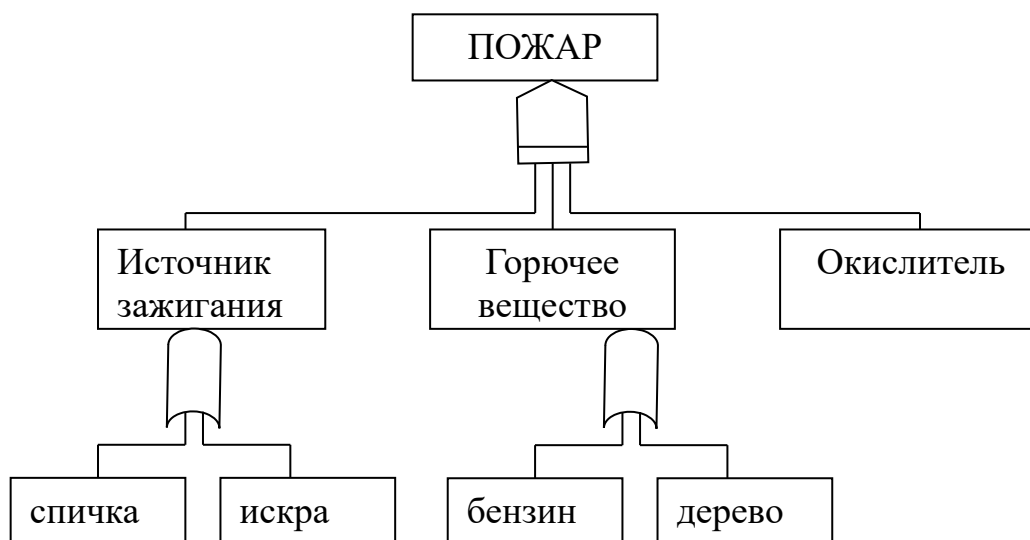 ПОЖАР
Источник
зажигания
Горючее
вещество
Окислитель
спичка
искра
бензин
дерево